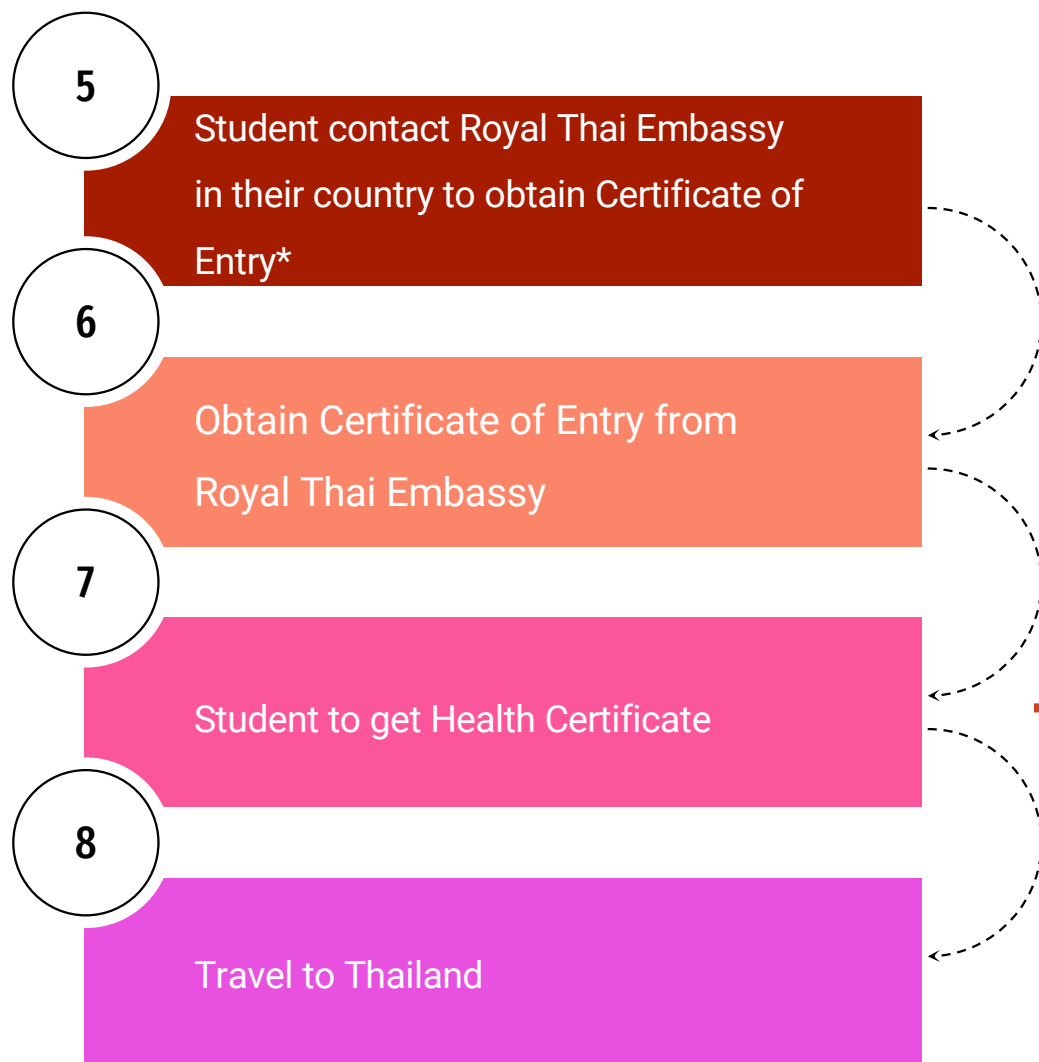 5
Student contact Royal Thai Embassy
in their country to obtain Certificate of
Entry*
6
Obtain Certificate of Entry from
Royal Thai Embassy
7
Student to get Health Certificate
8
Travel to Thailand